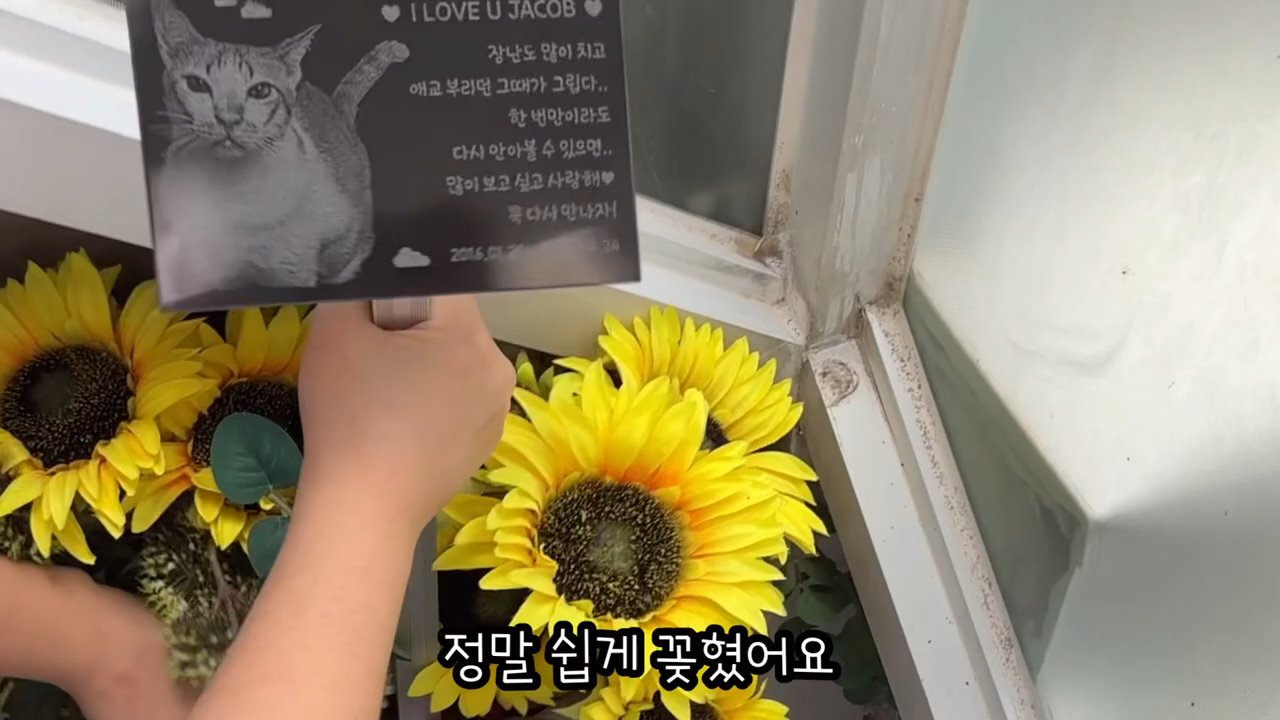 I LOVE U JACOB
장난도 많이 치고
애교 부리던 그때가 그립다..
한 번만이라도
다시 안아볼 수 있으면..
많이 보고 싶고 사랑해♥
꼭 다시 만나자!
2016.01.2
정말 쉽게 꽂혔어요